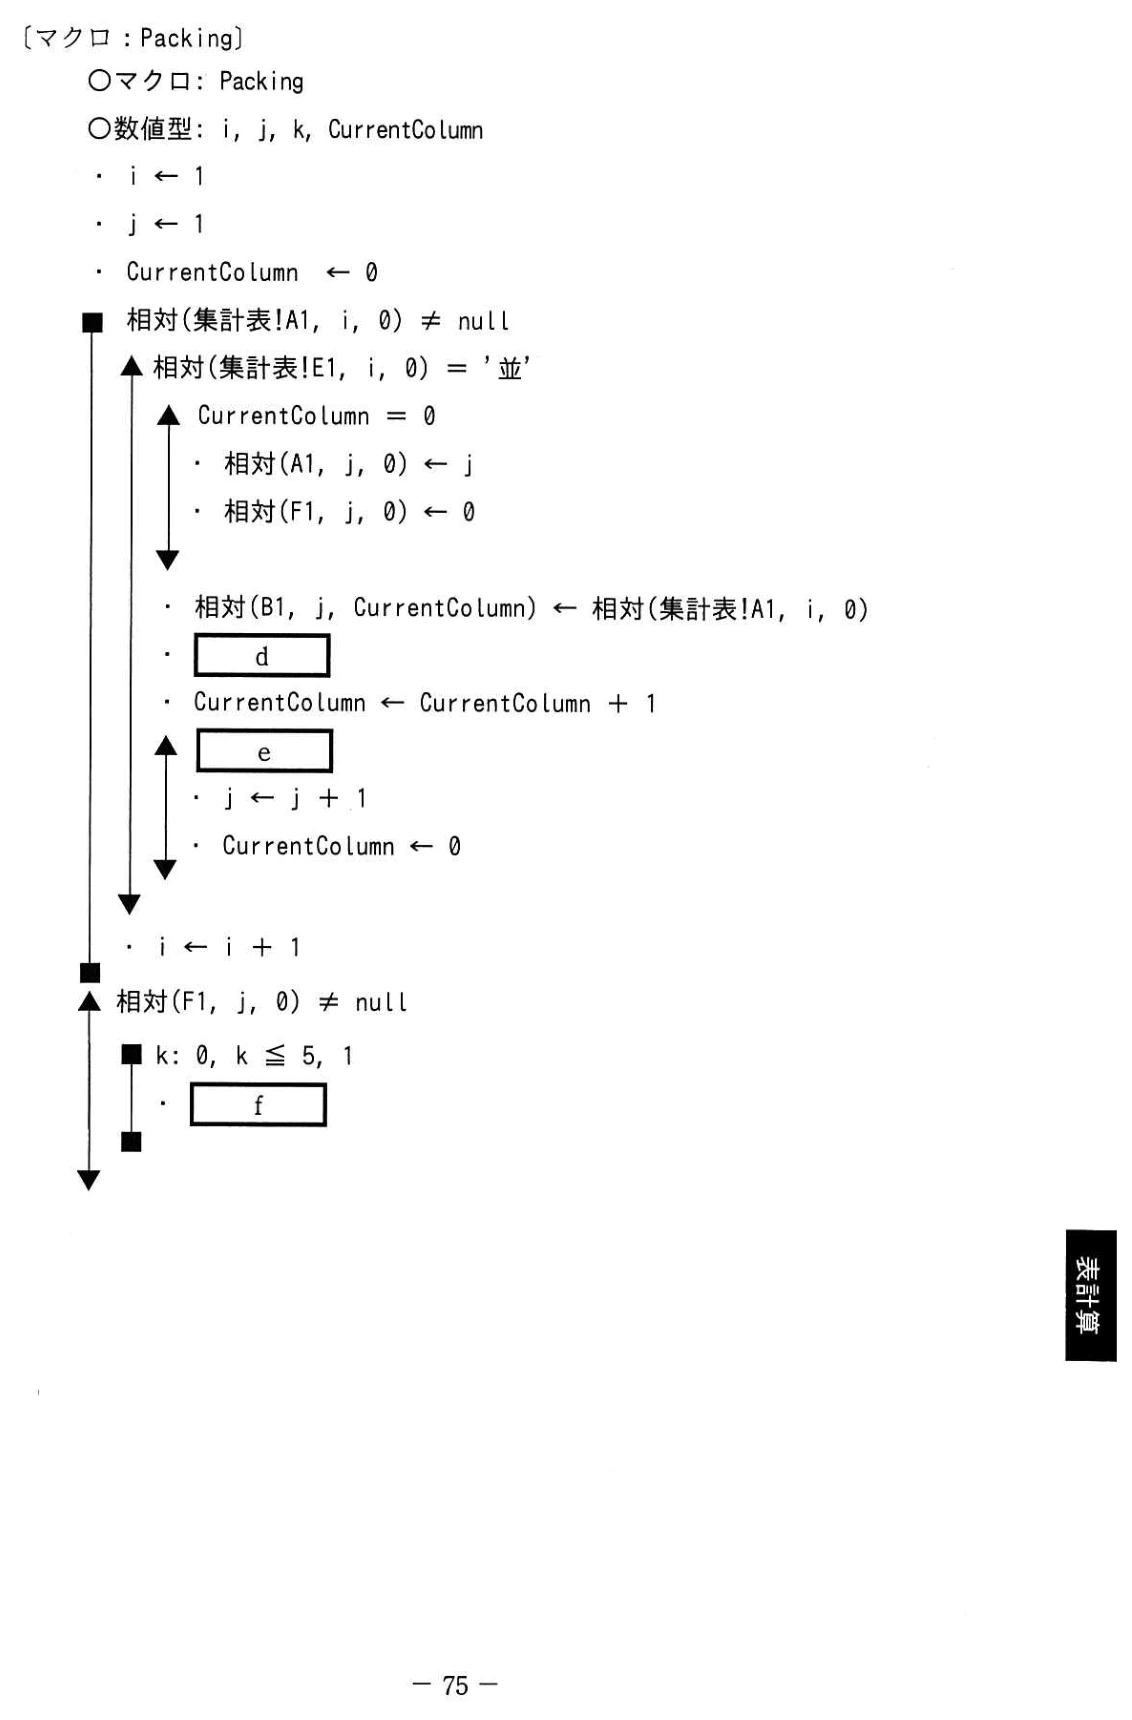 〔マクロ：Packing〕
○マクロ: Packing
○数値型: i, j, k, CurrentColumn
・ i ← 1
・ j ← 1
・ CurrentColumn ← 0
■ 相対(集計表!A1, i, 0) ≠ null
▲ 相対(集計表!E1, i, 0) = '並'
▲ CurrentColumn = 0
・ 相対(A1, j, 0) ← j
・ 相対(F1, j, 0) ← 0
▼
・ 相対(B1, j, CurrentColumn) ← 相対(集計表!A1, i, 0)
・ d
・ CurrentColumn ← CurrentColumn + 1
▲ e
・ j ← j + 1
・ CurrentColumn ← 0
▼
▼
・ i ← i + 1
■
▲ 相対(F1, j, 0) ≠ null
■ k: 0, k ≦ 5, 1
・ f
■
▼
表計算
－ 75 －